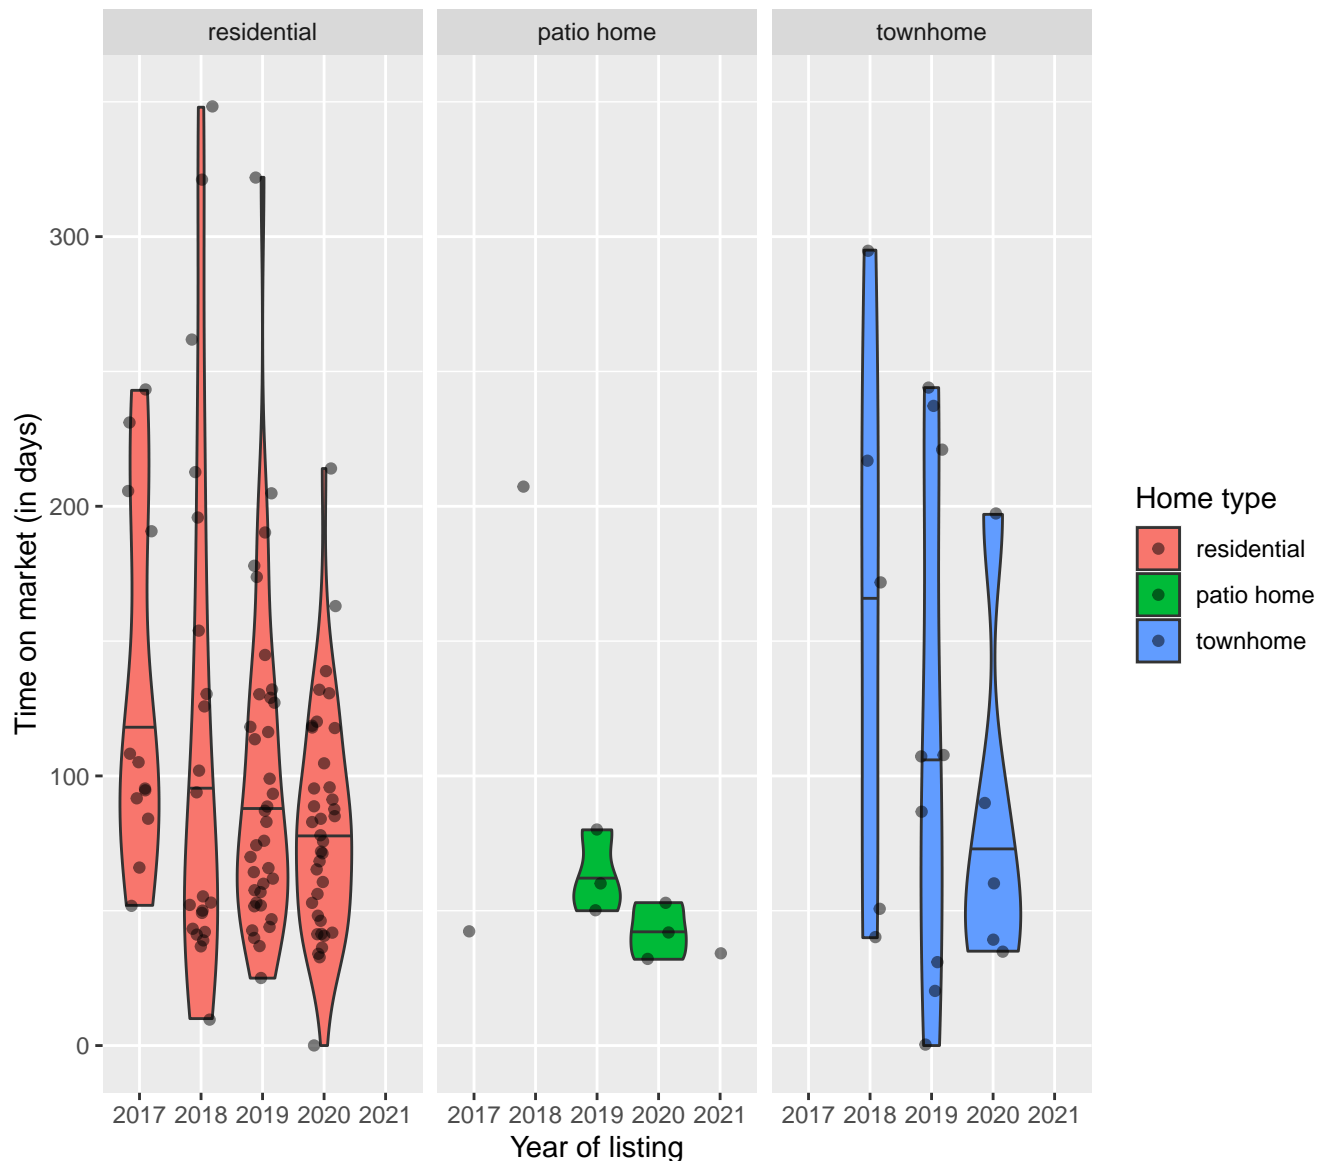 residential
patio home
townhome
Time on market (in days)
300
200
100
0
2017 2018 2019 2020 2021
2017 2018 2019 2020 2021
2017 2018 2019 2020 2021
Year of listing
Home type
residential
patio home
townhome